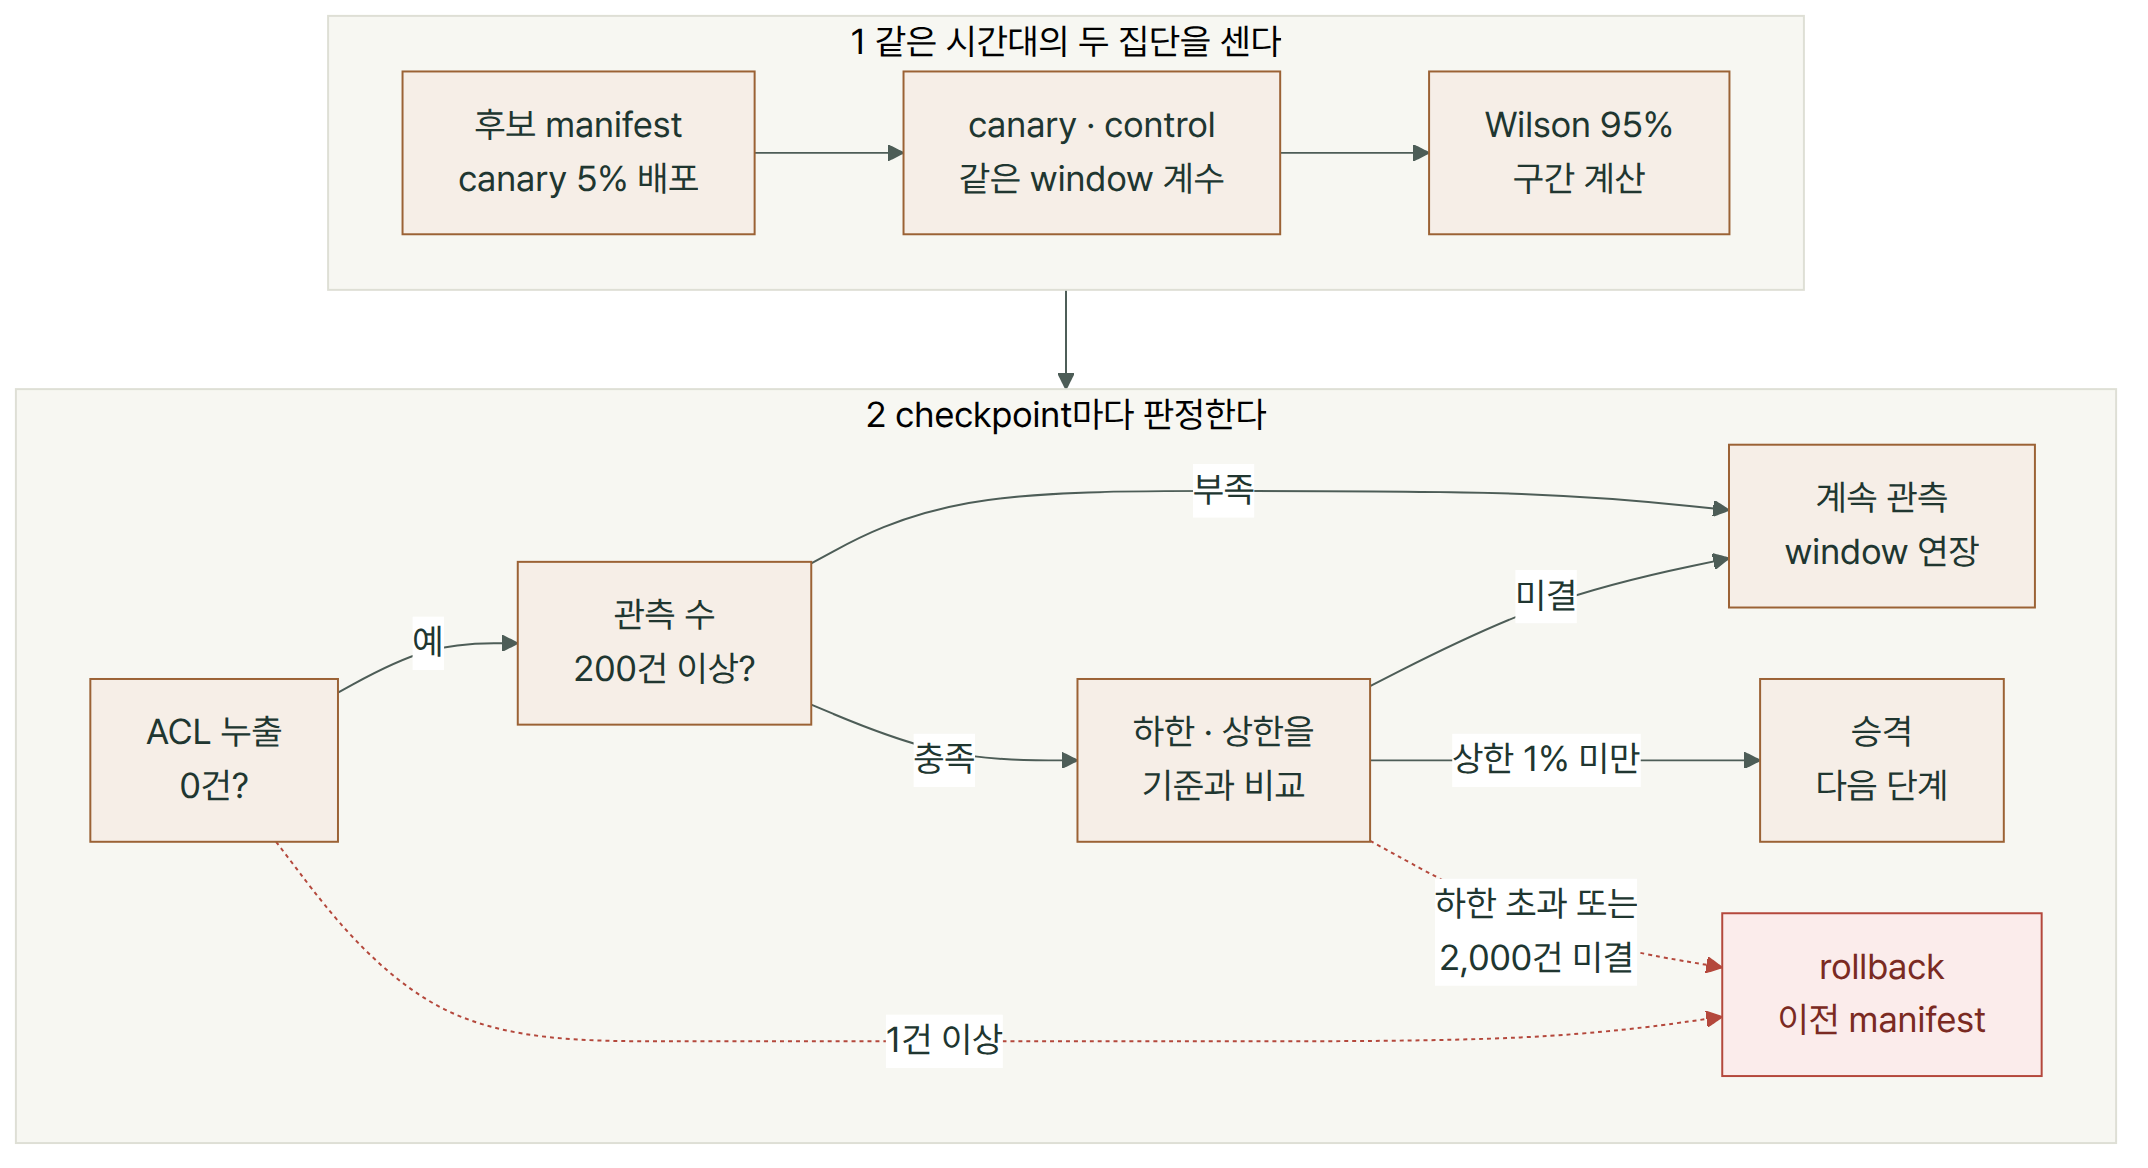 1 같은 시간대의 두 집단을 센다
후보 manifest
canary 5% 배포
canary · control
같은 window 계수
Wilson 95%
구간 계산
2 checkpoint마다 판정한다
ACL 누출
0건?
예
관측 수
200건 이상?
부족
충족
하한 · 상한을
기준과 비교
미결
상한 1% 미만
하한 초과 또는
2,000건 미결
1건 이상
계속 관측
window 연장
승격
다음 단계
rollback
이전 manifest